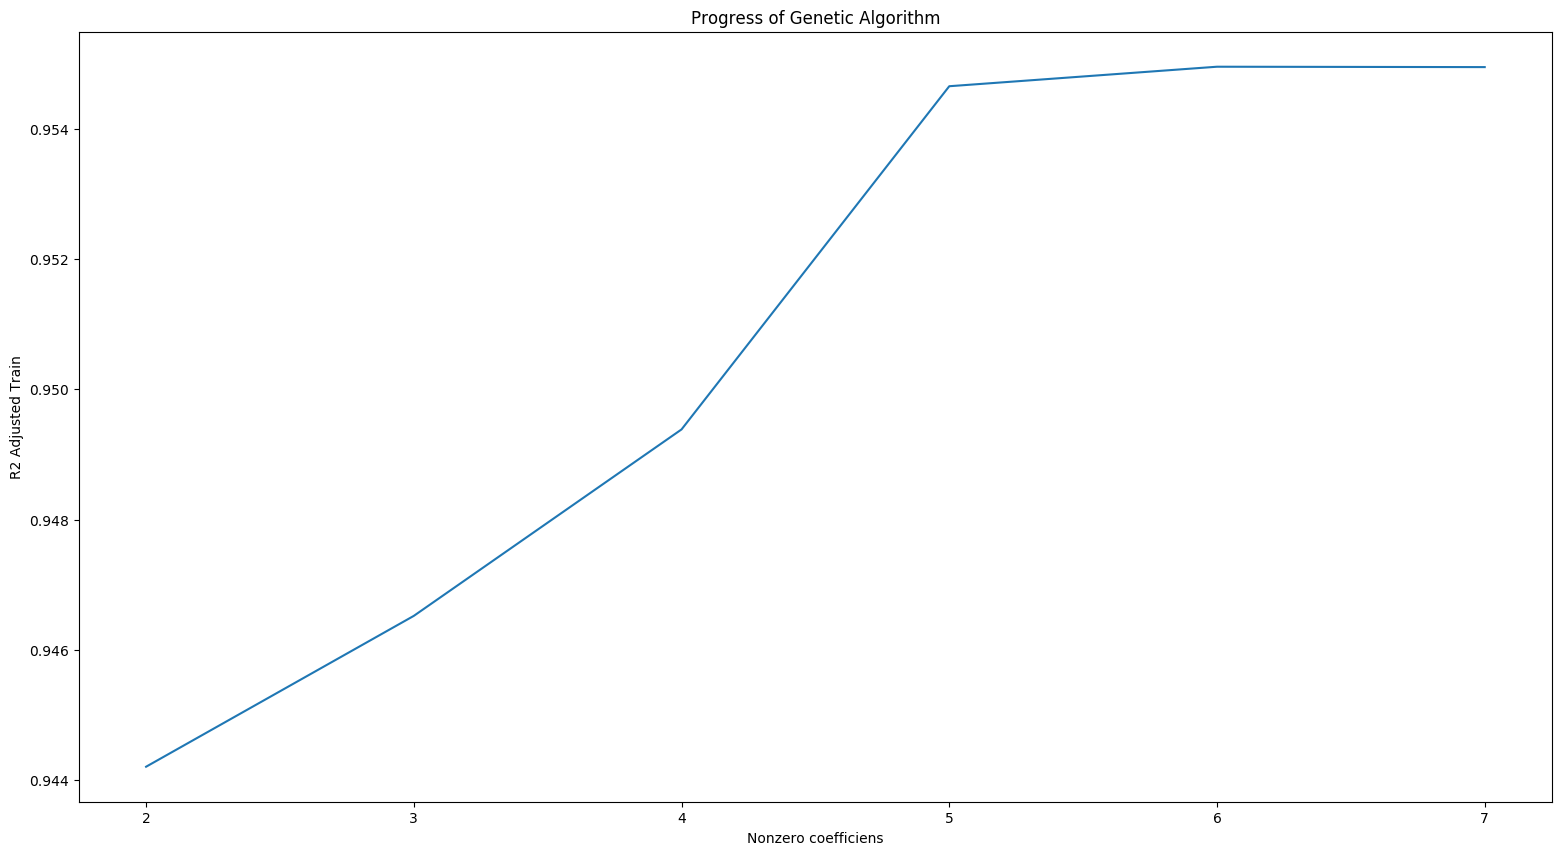 Progress of Genetic Algorithm
0.954
0.952
0.950
0.948
0.946
0.944
R2 Adjusted Train
2 3 4 5 6 7
Nonzero coefficiens